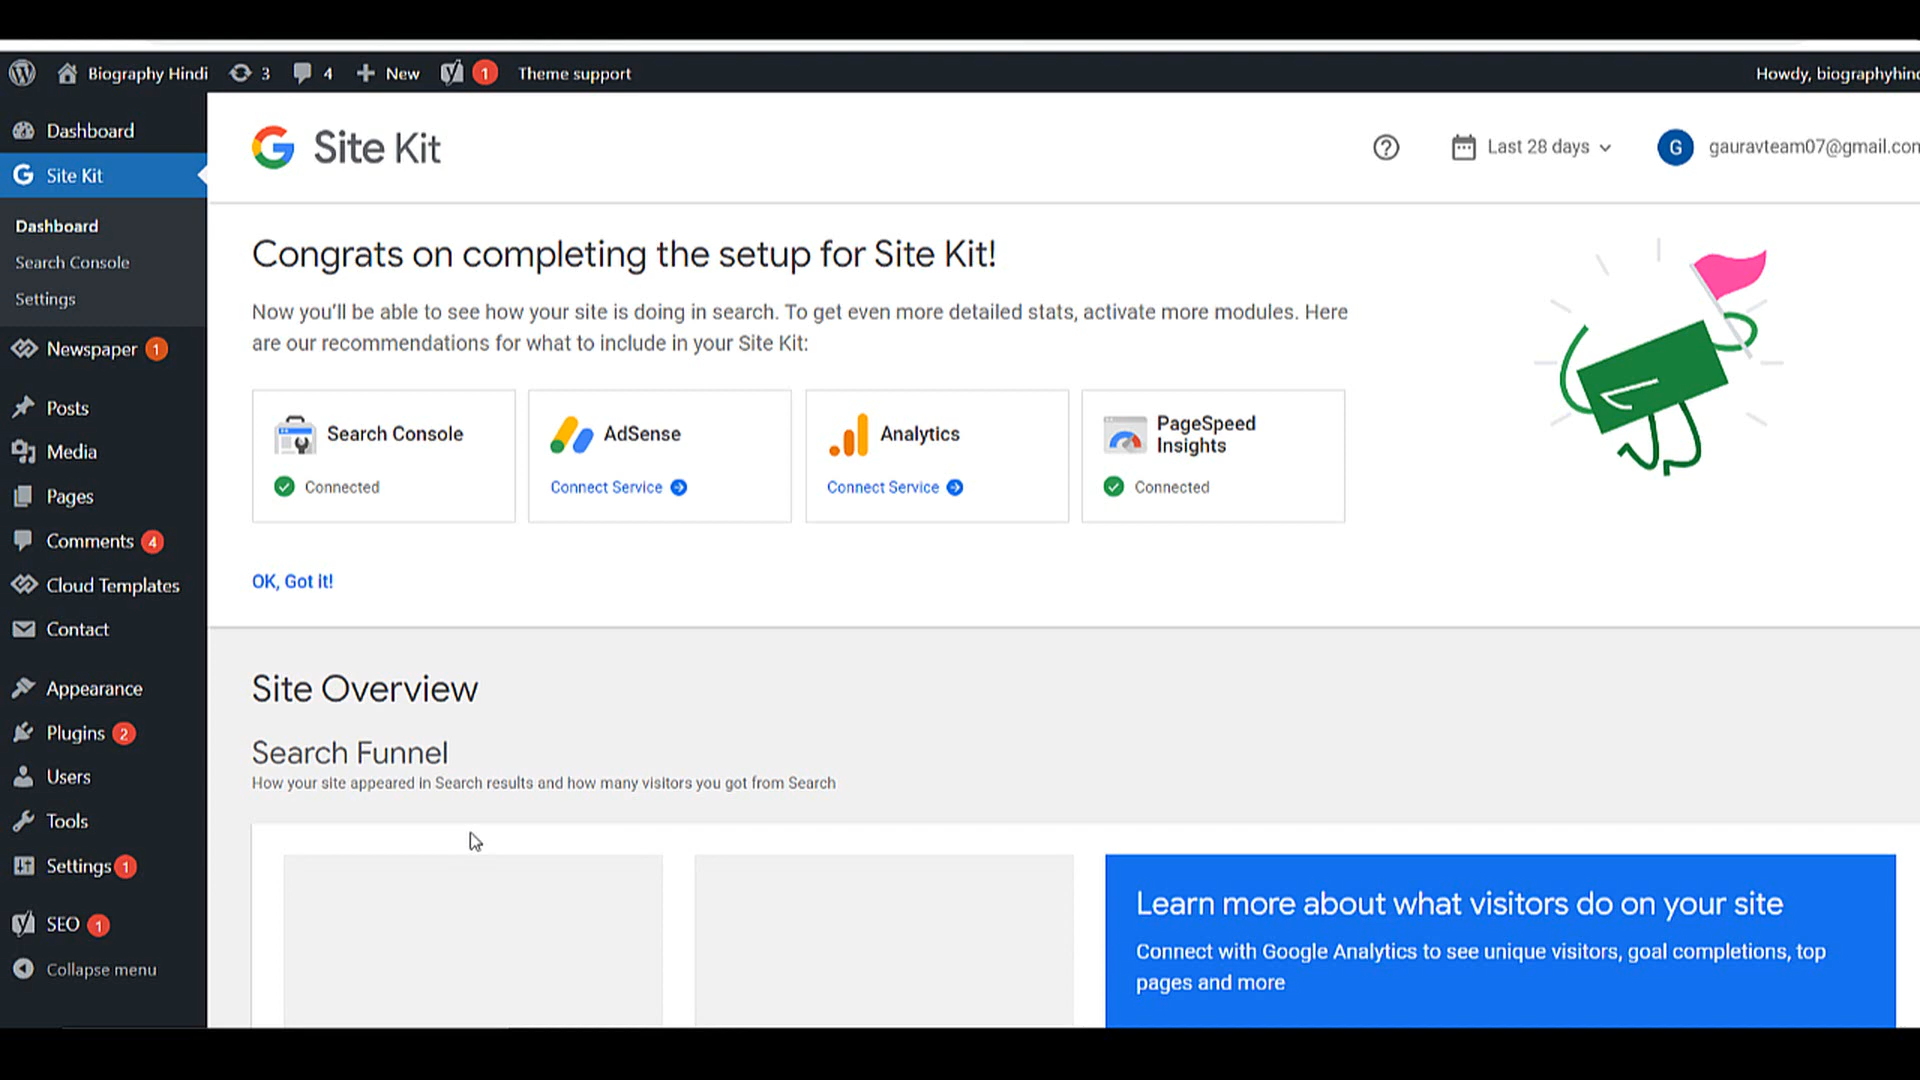 Biography Hindi 3 4 New 1 Theme support Howdy, biographyhind
Dashboard
Site Kit
Dashboard
Search Console
Settings
Newspaper 1
Posts
Media
Pages
Comments 4
Cloud Templates
Contact
Appearance
Plugins 2
Users
Tools
Settings 1
SEO 1
Collapse menu
Site Kit
Last 28 days
G gauravteam07@gmail.com
Congrats on completing the setup for Site Kit!
Now you’ll be able to see how your site is doing in search. To get even more detailed stats, activate more modules. Here
are our recommendations for what to include in your Site Kit:
Search Console
Connected
AdSense
Connect Service
Analytics
Connect Service
PageSpeed
Insights
Connected
OK, Got it!
Site Overview
Search Funnel
How your site appeared in Search results and how many visitors you got from Search
Learn more about what visitors do on your site
Connect with Google Analytics to see unique visitors, goal completions, top
pages and more